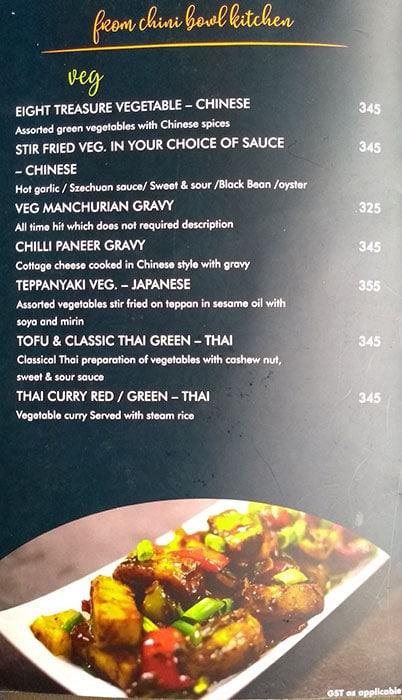 from chini bowl kitchen
veg
EIGHT TREASURE VEGETABLE – CHINESE 345
Assorted green vegetables with Chinese spices
STIR FRIED VEG. IN YOUR CHOICE OF SAUCE 345
– CHINESE
Hot garlic / Szechuan sauce/ Sweet & sour /Black Bean /oyster
VEG MANCHURIAN GRAVY 325
All time hit which does not required description
CHILLI PANEER GRAVY 345
Cottage cheese cooked in Chinese style with gravy
TEPPANYAKI VEG. – JAPANESE 355
Assorted vegetables stir fried on teppan in sesame oil with
soya and mirin
TOFU & CLASSIC THAI GREEN – THAI 345
Classical Thai preparation of vegetables with cashew nut,
sweet & sour sauce
THAI CURRY RED / GREEN – THAI 345
Vegetable curry Served with steam rice
GST as applicable